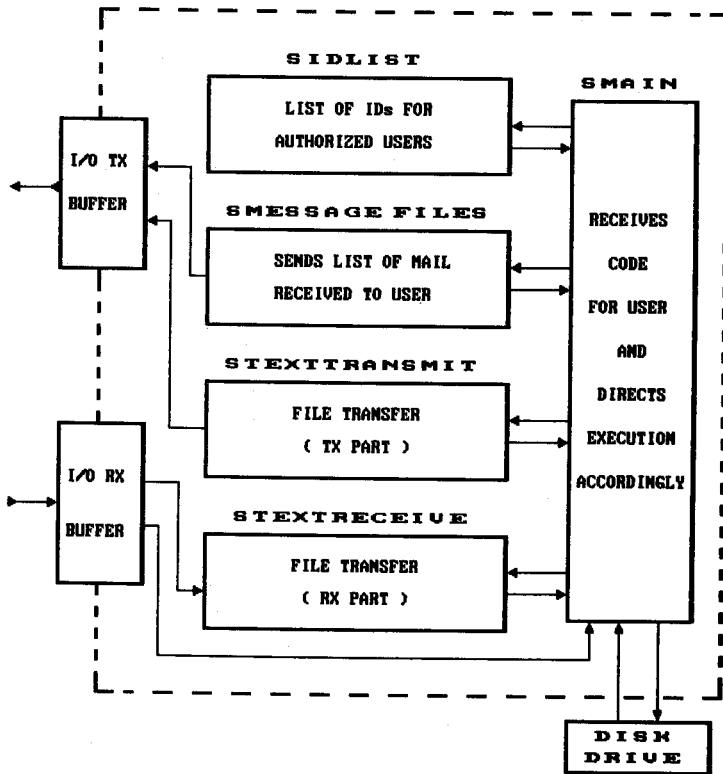 SIDLIST
LIST OF IDs FOR
AUTHORIZED USERS
SMAIN
RECEIVES
CODE
FOR USER
AND
DIRECTS
EXECUTION
ACCORDINGLY
I/O TX
BUFFER
SMESSAGE FILES
SENDS LIST OF MAIL
RECEIVED TO USER
STEXTTRANSMIT
FILE TRANSFER
( TX PART )
I/O RX
BUFFER
STEXTRECEIVE
FILE TRANSFER
( RX PART )
DISK
DRIVE